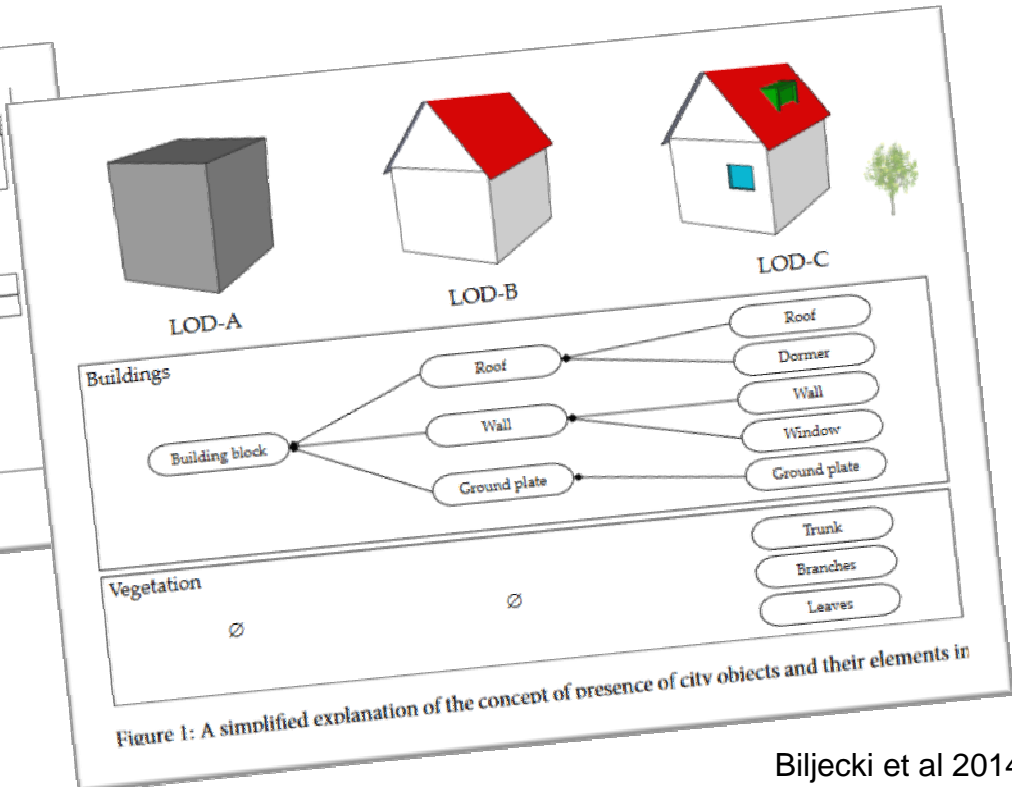 LOD-A
LOD-B
LOD-C
Buildings
Building block
Roof
Wall
Ground plate
Roof
Dormer
Wall
Window
Ground plate
Vegetation
∅
∅
Trunk
Branches
Leaves
Figure 1: A simplified explanation of the concept of presence of city objects and their elements in
Biljecki et al 2014